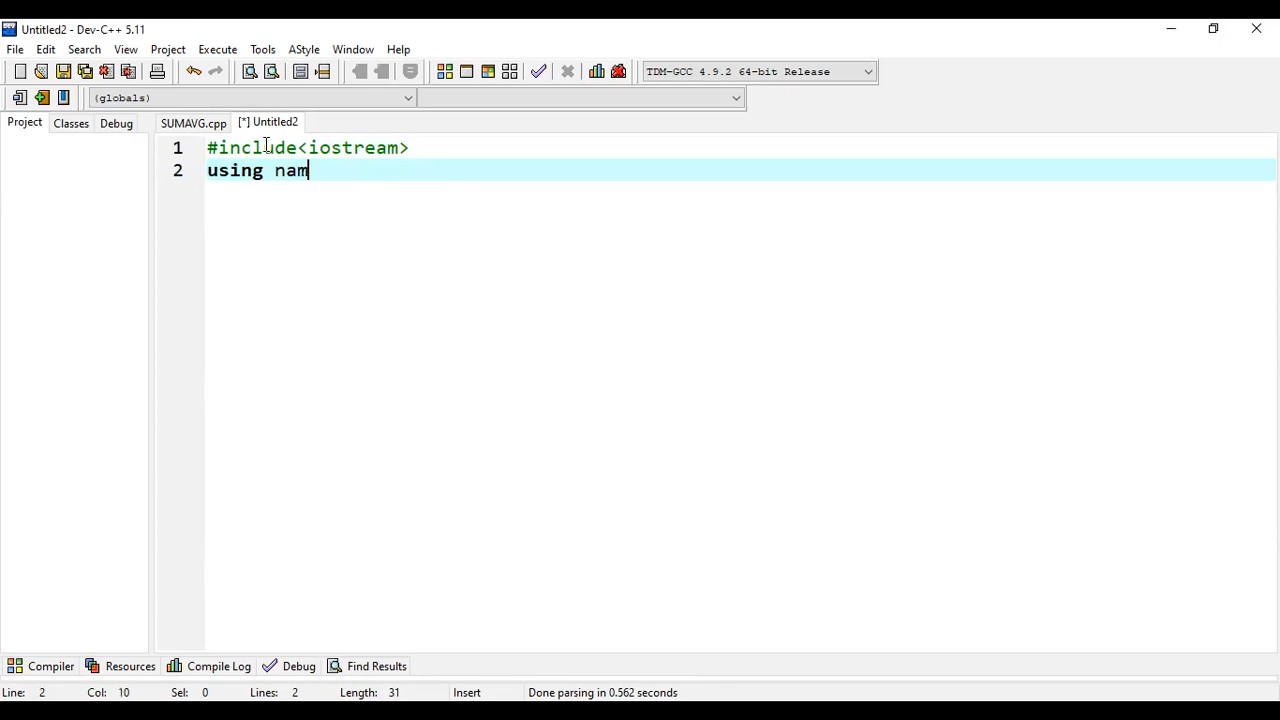 Untitled2 - Dev-C++ 5.11
File Edit Search View Project Execute Tools AStyle Window Help
TDM-GCC 4.9.2 64-bit Release
(globals)
Project Classes Debug SUMAVG.cpp [*] Untitled2
1 #include<iostream>
2 using nam
Compiler Resources Compile Log Debug Find Results
Line: 2 Col: 10 Sel: 0 Lines: 2 Length: 31 Insert Done parsing in 0.562 seconds